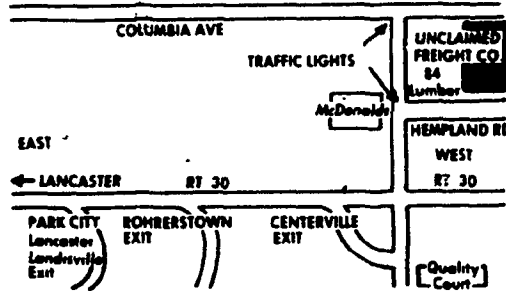 COLUMBIA AVE
TRAFFIC LIGHTS
UNCLAIMED
FREIGHT CO.
84
Lumber
McDonalds
HEMPLAND RD
EAST
WEST
← LANCASTER
RT 30
RT 30
PARK CITY
Lancaster
Landisville
Exit
ROHRERSTOWN
EXIT
CENTERVILLE
EXIT
Quality
Court